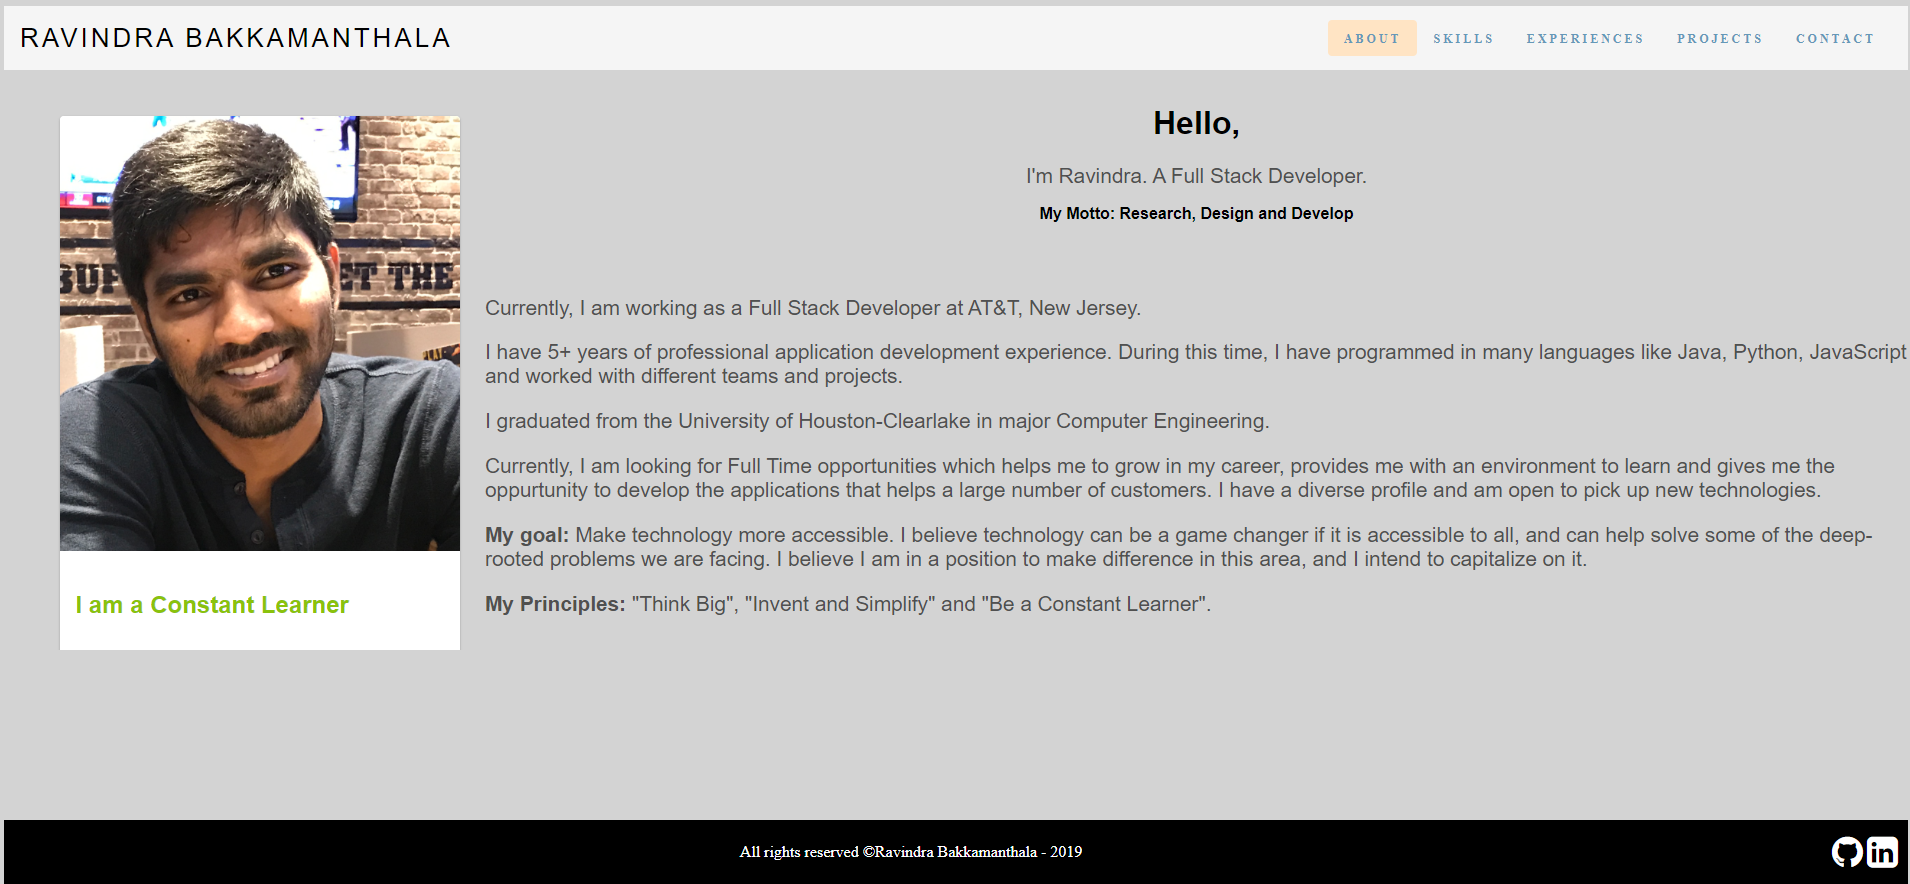 RAVINDRA BAKKAMANTHALA
ABOUT SKILLS EXPERIENCES PROJECTS CONTACT
ET THE
I am a Constant Learner
Hello,
I'm Ravindra. A Full Stack Developer.
My Motto: Research, Design and Develop
Currently, I am working as a Full Stack Developer at AT&T, New Jersey.
I have 5+ years of professional application development experience. During this time, I have programmed in many languages like Java, Python, JavaScript
and worked with different teams and projects.
I graduated from the University of Houston-Clearlake in major Computer Engineering.
Currently, I am looking for Full Time opportunities which helps me to grow in my career, provides me with an environment to learn and gives me the
oppurtunity to develop the applications that helps a large number of customers. I have a diverse profile and am open to pick up new technologies.
My goal: Make technology more accessible. I believe technology can be a game changer if it is accessible to all, and can help solve some of the deep-
rooted problems we are facing. I believe I am in a position to make difference in this area, and I intend to capitalize on it.
My Principles: "Think Big", "Invent and Simplify" and "Be a Constant Learner".
All rights reserved ©Ravindra Bakkamanthala - 2019
in